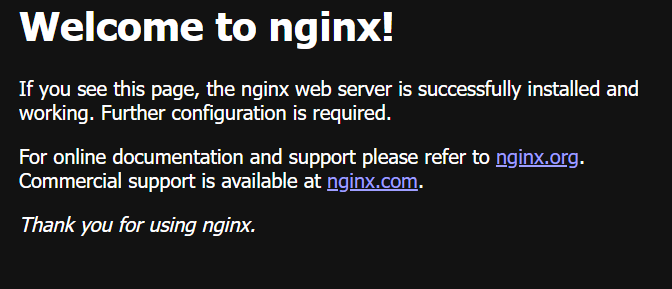 Welcome to nginx!
If you see this page, the nginx web server is successfully installed and
working. Further configuration is required.
For online documentation and support please refer to nginx.org.
Commercial support is available at nginx.com.
Thank you for using nginx.